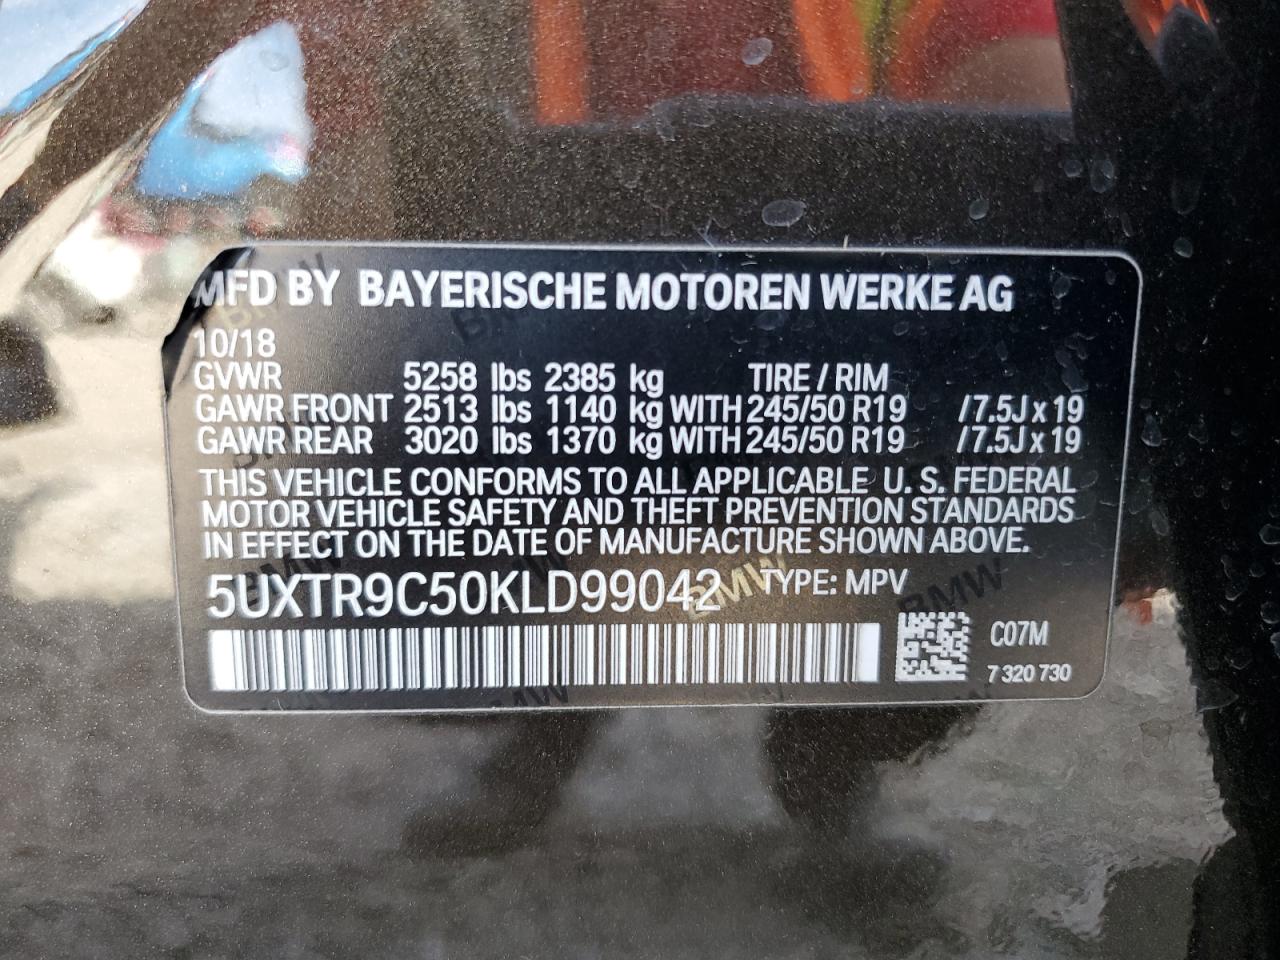 MFD BY BAYERISCHE MOTOREN WERKE AG
10/18
GVWR 5258 lbs 2385 kg TIRE / RIM
GAWR FRONT 2513 lbs 1140 kg WITH 245/50 R19 /7.5J x 19
GAWR REAR 3020 lbs 1370 kg WITH 245/50 R19 /7.5J x 19
THIS VEHICLE CONFORMS TO ALL APPLICABLE U. S. FEDERAL
MOTOR VEHICLE SAFETY AND THEFT PREVENTION STANDARDS
IN EFFECT ON THE DATE OF MANUFACTURE SHOWN ABOVE.
5UXTR9C50KLD99042 TYPE: MPV
BMW
BMW
C07M
7 320 730
BMW